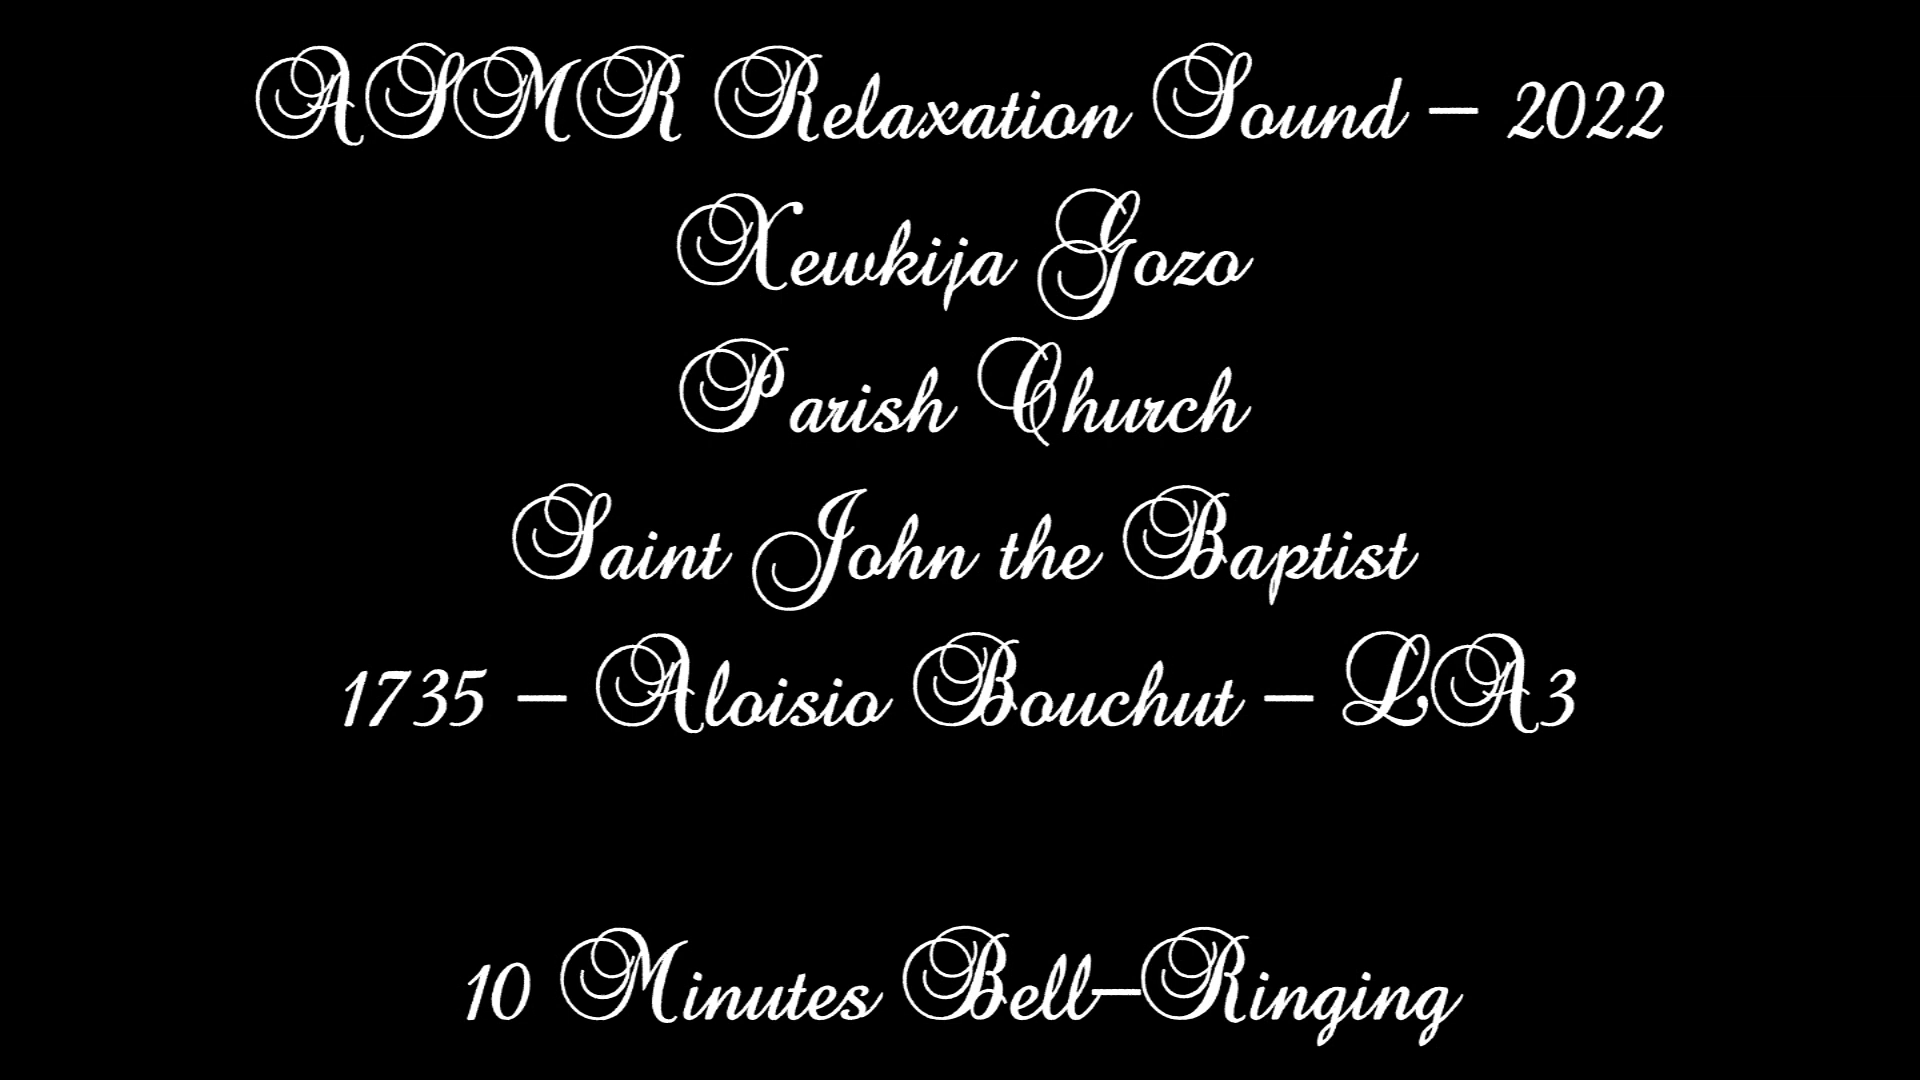 ASMR Relaxation Sound - 2022
Xewkija Gozo
Parish Church
Saint John the Baptist
1735 - Aloisio Bouchut - LA3
10 Minutes Bell-Ringing